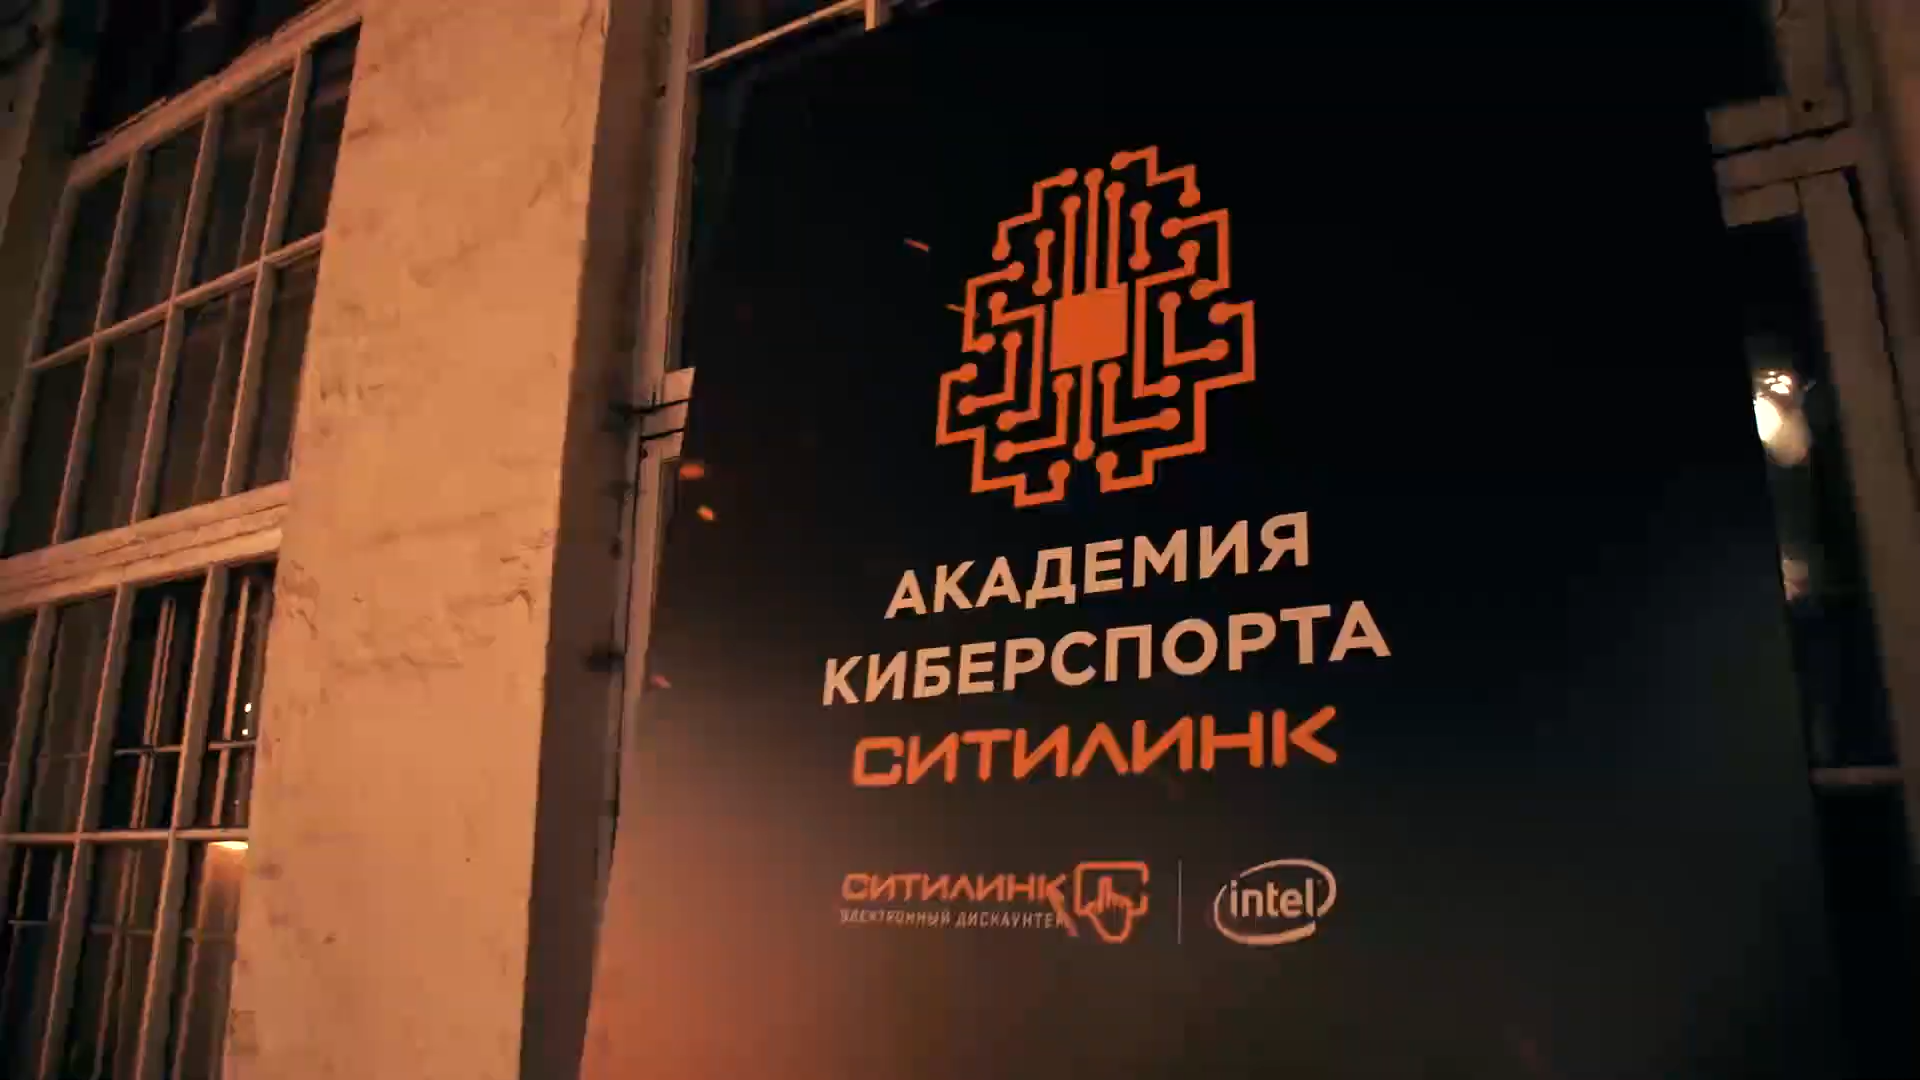 АКАДЕМИЯ
КИБЕРСПОРТА
СИТИЛИНК
СИТИЛИНК
ЭЛЕКТРОННЫЙ ДИСКАУНТЕР
intel